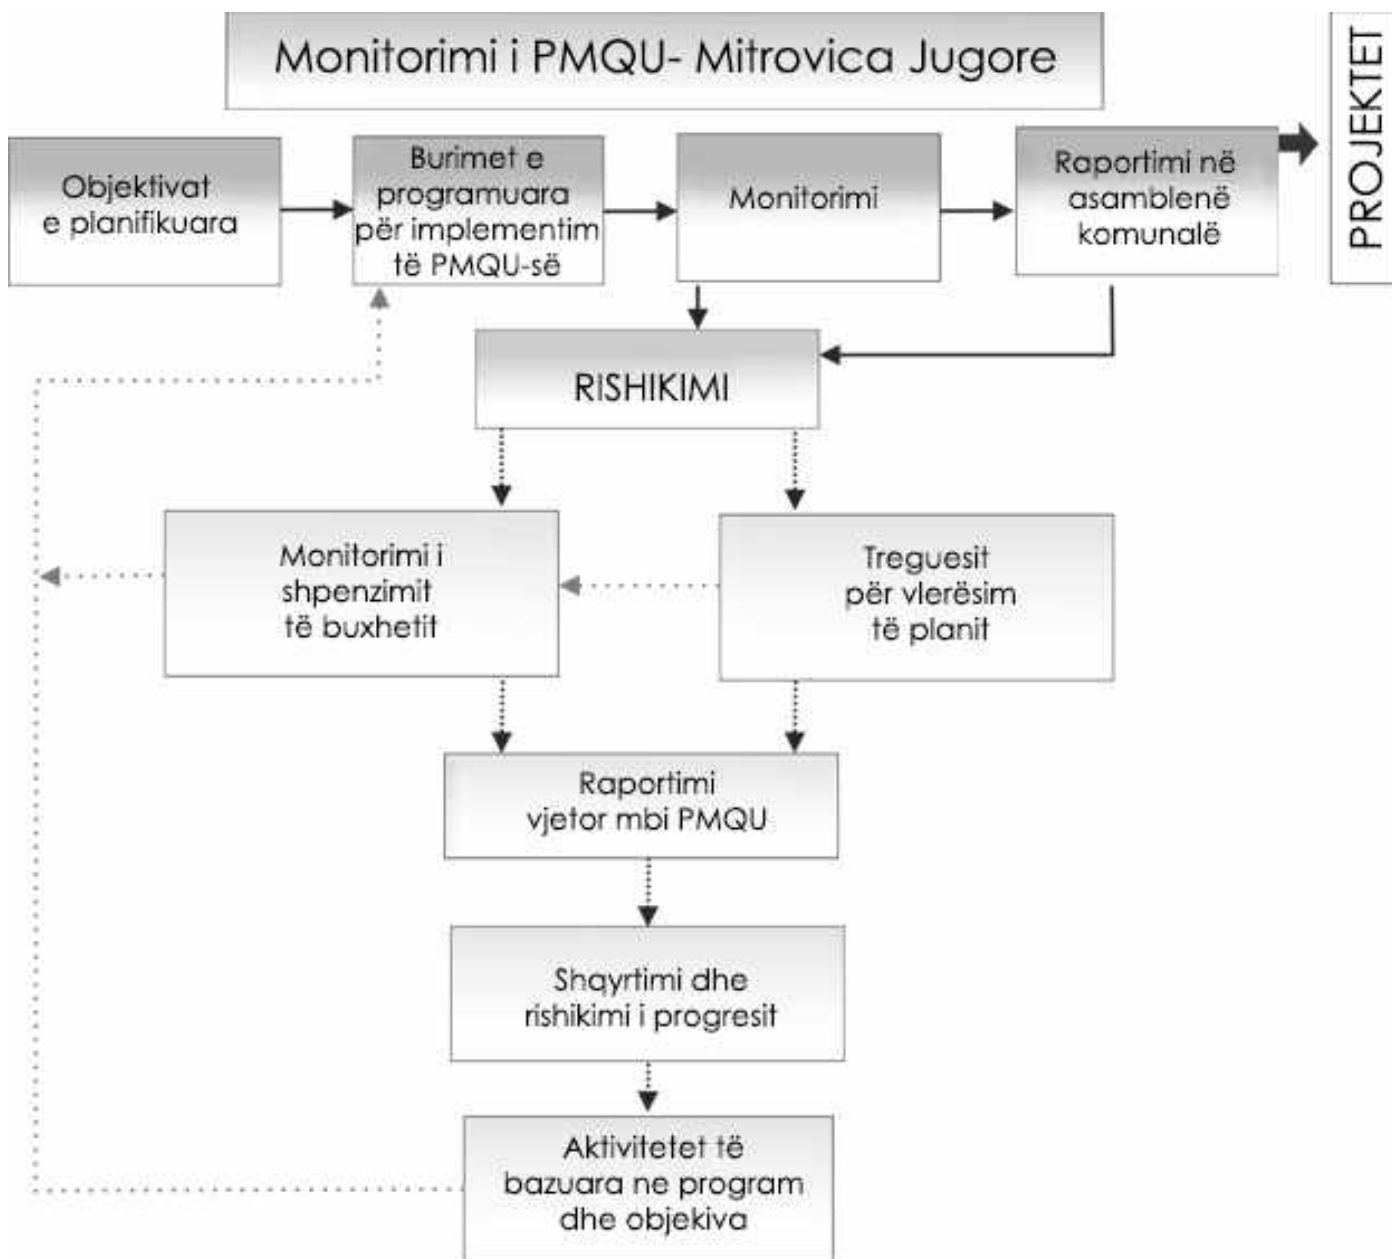 Monitorimi i PMQU- Mitrovica Jugore
PROJEKTET
Objektivat
e planifikuara
Burimet e
programuara
për implementim
të PMQU-së
Monitorimi
Raportimi në
asamblenë
komunalë
RISHIKIMI
Monitorimi i
shpenzimit
të buxhetit
Treguesit
për vlerësim
të planit
Raportimi
vjetor mbi PMQU
Shqyrtimi dhe
rishikimi i progresit
Aktivitetet të
bazuara ne program
dhe objekiva